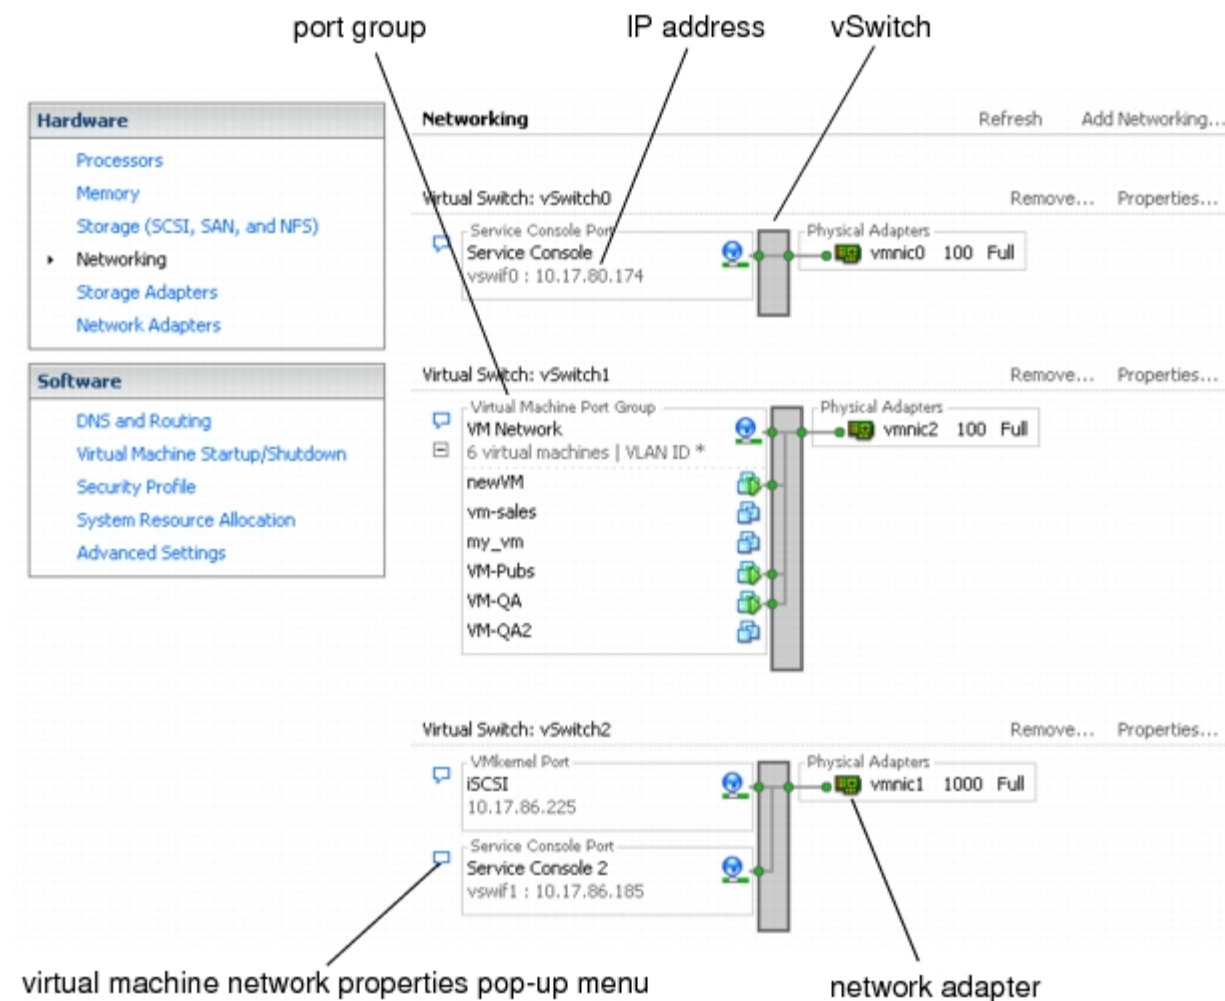 port group IP address vSwitch
Hardware
Processors
Memory
Storage (SCSI, SAN, and NFS)
Networking
Storage Adapters
Network Adapters
Software
DNS and Routing
Virtual Machine Startup/Shutdown
Security Profile
System Resource Allocation
Advanced Settings
Networking Refresh Add Networking...
Virtual Switch: vSwitch0 Remove... Properties...
Service Console Port Physical Adapters
Service Console vmnic0 100 Full
vswif0 : 10.17.80.174
Virtual Switch: vSwitch1 Remove... Properties...
Virtual Machine Port Group Physical Adapters
VM Network vmnic2 100 Full
6 virtual machines | VLAN ID *
newVM
vm-sales
my_vm
VM-Pubs
VM-QA
VM-QA2
Virtual Switch: vSwitch2 Remove... Properties...
VMkernel Port Physical Adapters
iSCSI vmnic1 1000 Full
10.17.86.225
Service Console Port
Service Console 2
vswif1 : 10.17.86.185
virtual machine network properties pop-up menu network adapter